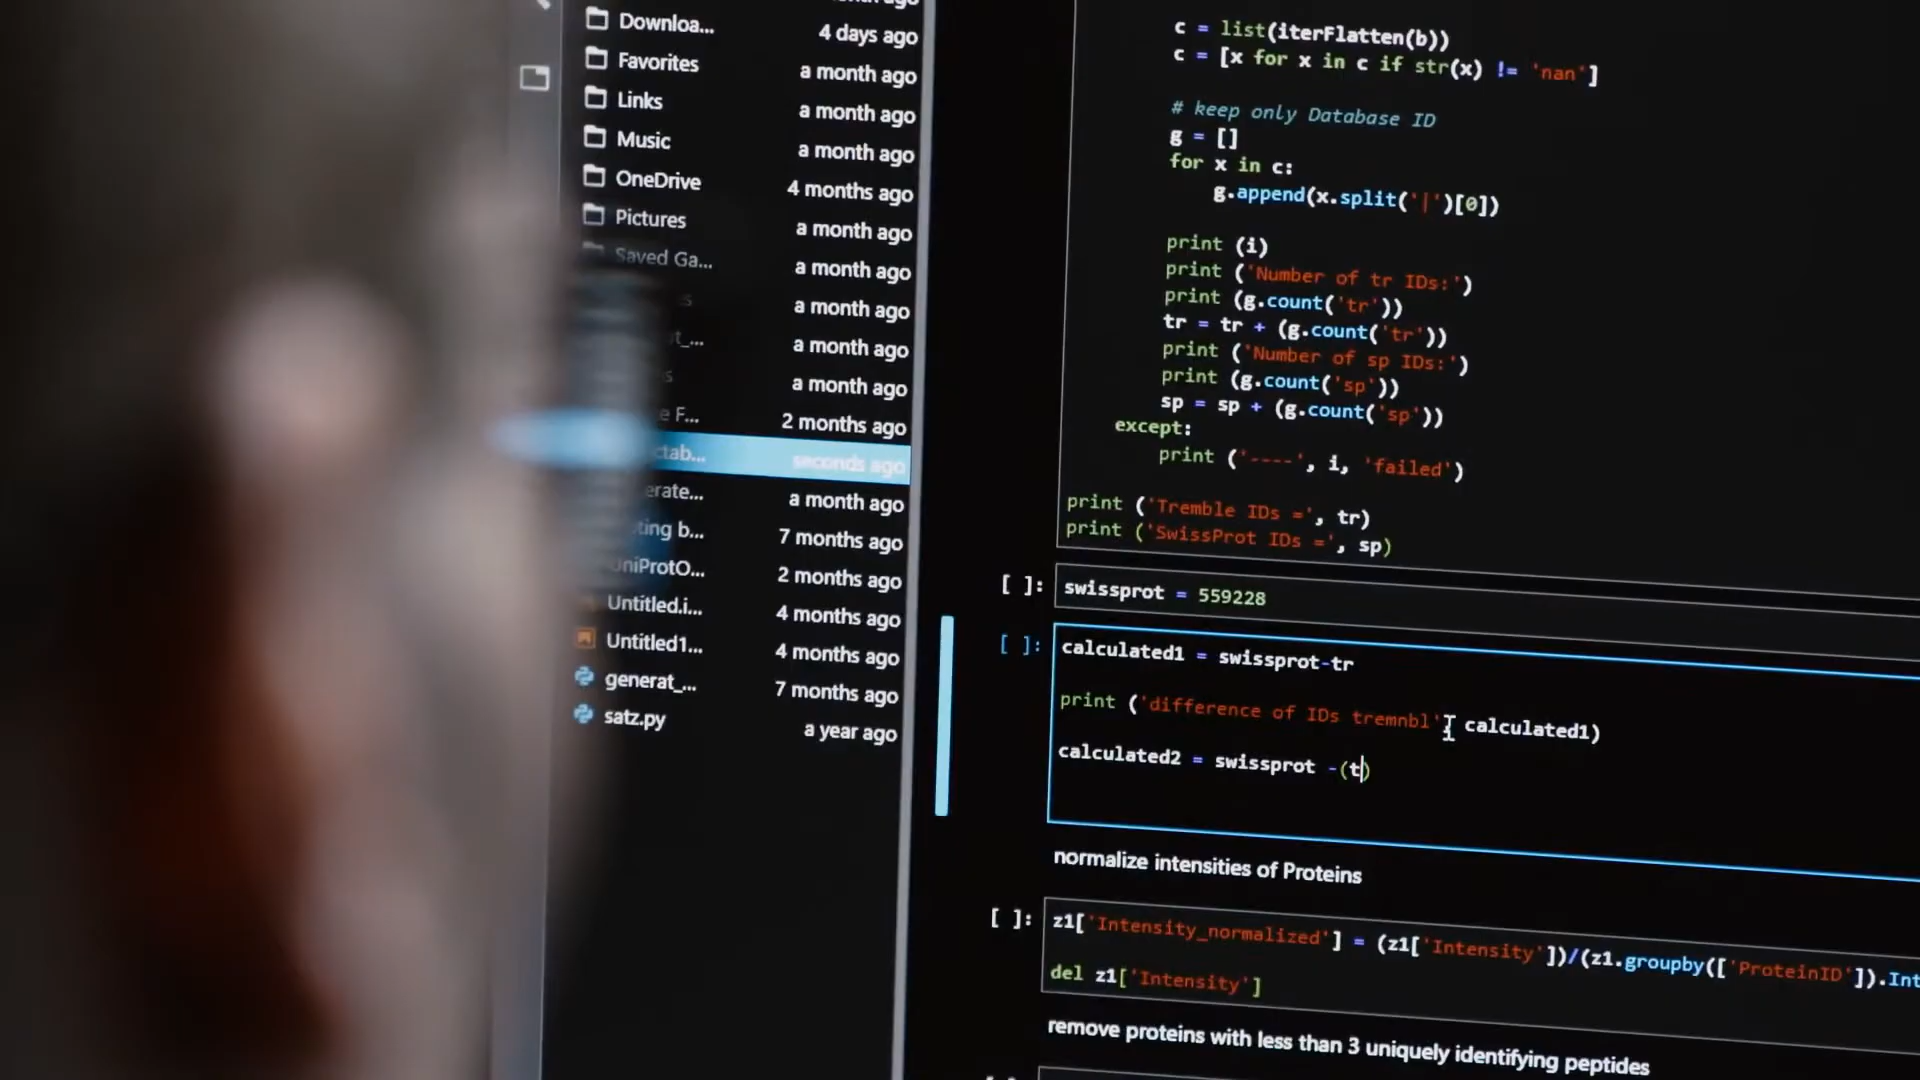 Downloa... 4 days ago
Favorites a month ago
Links a month ago
Music a month ago
OneDrive 4 months ago
Pictures a month ago
Saved Ga... a month ago
a month ago
a month ago
a month ago
2 months ago
seconds ago
a month ago
7 months ago
2 months ago
Untitled.i... 4 months ago
Untitled1... 4 months ago
generat_... 7 months ago
satz.py a year ago
c = list(iterFlatten(b))
c = [x for x in c if str(x) != 'nan']
# keep only Database ID
g = []
for x in c:
g.append(x.split('|')[0])
print (i)
print ('Number of tr IDs:')
print (g.count('tr'))
tr = tr + (g.count('tr'))
print ('Number of sp IDs:')
print (g.count('sp'))
sp = sp + (g.count('sp'))
except:
print ('----', i, 'failed')
print ('Tremble IDs =', tr)
print ('SwissProt IDs =', sp)
[ ]: swissprot = 559228
[ ]: calculated1 = swissprot-tr
print ('difference of IDs tremnbl' calculated1)
calculated2 = swissprot -(t)
normalize intensities of Proteins
[ ]: z1['Intensity_normalized'] = (z1['Intensity'])/(z1.groupby(['ProteinID']).Int
del z1['Intensity']
remove proteins with less than 3 uniquely identifying peptides